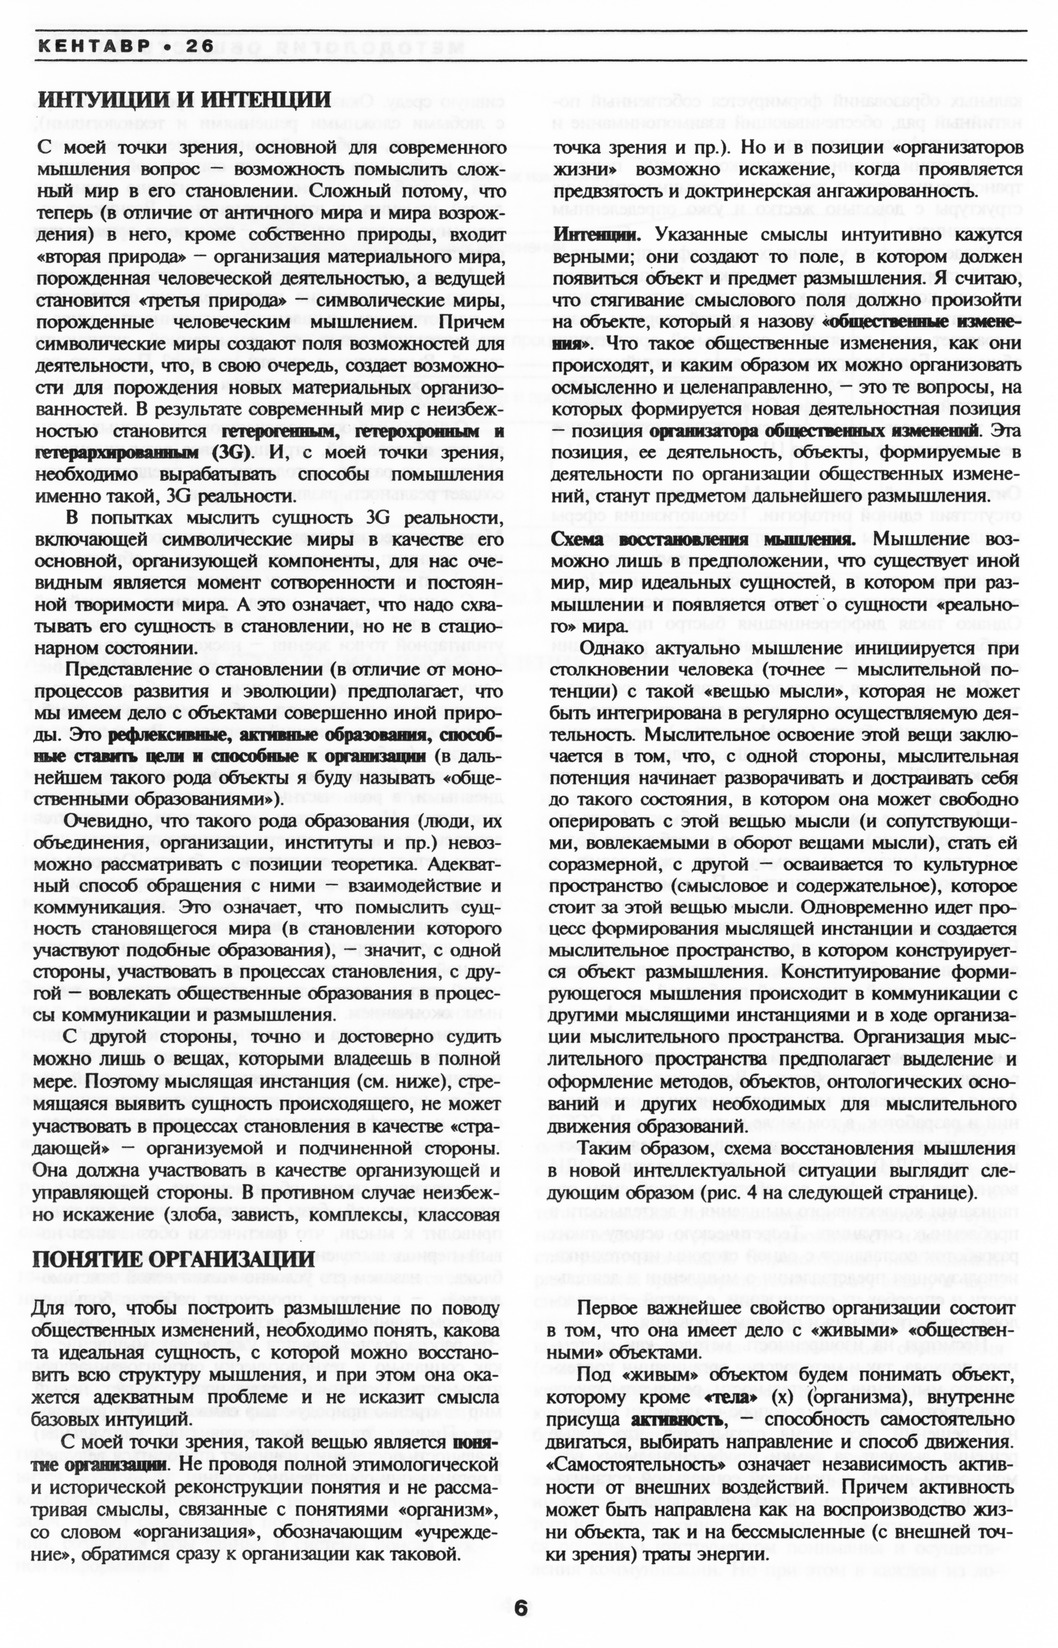 КЕНТАВР • 26
ИНТУИЦИИ И ИНТЕНЦИИ
С моей точки зрения, основной для современного
мышления вопрос — возможность помыслить слож-
ный мир в его становлении. Сложный потому, что
теперь (в отличие от античного мира и мира возрож-
дения) в него, кроме собственно природы, входит
«вторая природа» — организация материального мира,
порожденная человеческой деятельностью, а ведущей
становится «третья природа» — символические миры,
порожденные человеческим мышлением. Причем
символические миры создают поля возможностей для
деятельности, что, в свою очередь, создает возможно-
сти для порождения новых материальных организо-
ванностей. В результате современный мир с неизбеж-
ностью становится гетерогенным, гетерохронным и
гетерархированным (3G). И, с моей точки зрения,
необходимо вырабатывать способы помышления
именно такой, 3G реальности.
В попытках мыслить сущность 3G реальности,
включающей символические миры в качестве его
основной, организующей компоненты, для нас оче-
видным является момент сотворенности и постоян-
ной творимости мира. А это означает, что надо схва-
тывать его сущность в становлении, но не в стацио-
нарном состоянии.
Представление о становлении (в отличие от моно-
процессов развития и эволюции) предполагает, что
мы имеем дело с объектами совершенно иной приро-
ды. Это рефлексивные, активные образования, способ-
ные ставить цели и способные к организации (в даль-
нейшем такого рода объекты я буду называть «обще-
ственными образованиями»).
Очевидно, что такого рода образования (люди, их
объединения, организации, институты и пр.) невоз-
можно рассматривать с позиции теоретика. Адекват-
ный способ обращения с ними — взаимодействие и
коммуникация. Это означает, что помыслить сущ-
ность становящегося мира (в становлении которого
участвуют подобные образования), — значит, с одной
стороны, участвовать в процессах становления, с дру-
гой — вовлекать общественные образования в процес-
сы коммуникации и размышления.
С другой стороны, точно и достоверно судить
можно лишь о вещах, которыми владеешь в полной
мере. Поэтому мыслящая инстанция (см. ниже), стре-
мящаяся выявить сущность происходящего, не может
участвовать в процессах становления в качестве «стра-
дающей» — организуемой и подчиненной стороны.
Она должна участвовать в качестве организующей и
управляющей стороны. В противном случае неизбеж-
но искажение (злоба, зависть, комплексы, классовая
точка зрения и пр.). Но и в позиции «организаторов
жизни» возможно искажение, когда проявляется
предвзятость и доктринерская ангажированность.
Интенции. Указанные смыслы интуитивно кажутся
верными; они создают то поле, в котором должен
появиться объект и предмет размышления. Я считаю,
что стягивание смыслового поля должно произойти
на объекте, который я назову «общественные измене-
ния». Что такое общественные изменения, как они
происходят, и каким образом их можно организовать
осмысленно и целенаправленно, — это те вопросы, на
которых формируется новая деятельностная позиция
— позиция организатора общественных изменений. Эта
позиция, ее деятельность, объекты, формируемые в
деятельности по организации общественных измене-
ний, станут предметом дальнейшего размышления.
Схема восстановления мышления. Мышление воз-
можно лишь в предположении, что существует иной
мир, мир идеальных сущностей, в котором при раз-
мышлении и появляется ответ о сущности «реально-
го» мира.
Однако актуально мышление инициируется при
столкновении человека (точнее — мыслительной по-
тенции) с такой «вещью мысли», которая не может
быть интегрирована в регулярно осуществляемую дея-
тельность. Мыслительное освоение этой вещи заклю-
чается в том, что, с одной стороны, мыслительная
потенция начинает разворачивать и достраивать себя
до такого состояния, в котором она может свободно
оперировать с этой вещью мысли (и сопутствующи-
ми, вовлекаемыми в оборот вещами мысли), стать ей
соразмерной, с другой — осваивается то культурное
пространство (смысловое и содержательное), которое
стоит за этой вещью мысли. Одновременно идет про-
цесс формирования мыслящей инстанции и создается
мыслительное пространство, в котором конструирует-
ся объект размышления. Конституирование форми-
рующегося мышления происходит в коммуникации с
другими мыслящими инстанциями и в ходе организа-
ции мыслительного пространства. Организация мыс-
лительного пространства предполагает выделение и
оформление методов, объектов, онтологических осно-
ваний и других необходимых для мыслительного
движения образований.
Таким образом, схема восстановления мышления
в новой интеллектуальной ситуации выглядит сле-
дующим образом (рис. 4 на следующей странице).
ПОНЯТИЕ ОРГАНИЗАЦИИ
Для того, чтобы построить размышление по поводу
общественных изменений, необходимо понять, какова
та идеальная сущность, с которой можно восстано-
вить всю структуру мышления, и при этом она ока-
жется адекватным проблеме и не исказит смысла
базовых интуиций.
С моей точки зрения, такой вещью является поня-
тие организации. Не проводя полной этимологической
и исторической реконструкции понятия и не рассма-
тривая смыслы, связанные с понятиями «организм»,
со словом «организация», обозначающим «учрежде-
ние», обратимся сразу к организации как таковой.
Первое важнейшее свойство организации состоит
в том, что она имеет дело с «живыми» «обществен-
ными» объектами.
Под «живым» объектом будем понимать объект,
которому кроме «тела» (х) (организма), внутренне
присуща активность, — способность самостоятельно
двигаться, выбирать направление и способ движения.
«Самостоятельность» означает независимость актив-
ности от внешних воздействий. Причем активность
может быть направлена как на воспроизводство жиз-
ни объекта, так и на бессмысленные (с внешней точ-
ки зрения) траты энергии.
6